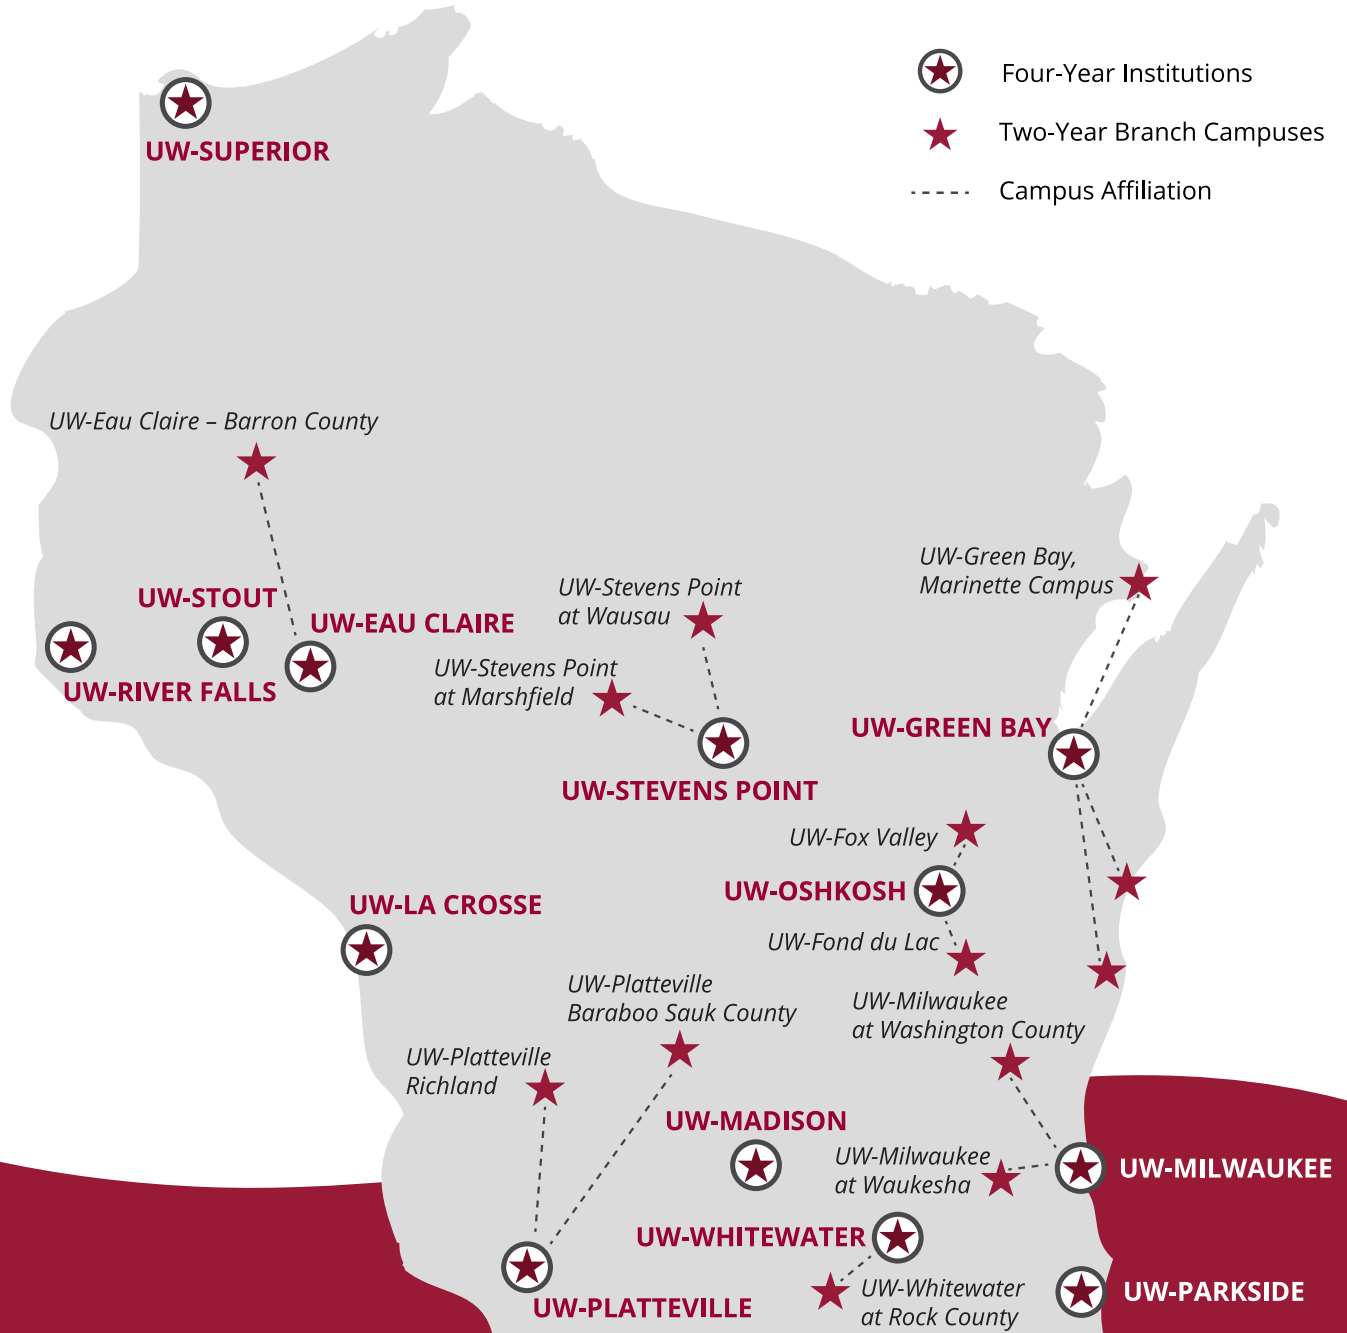 Four-Year Institutions
Two-Year Branch Campuses
Campus Affiliation
UW-SUPERIOR
UW-Eau Claire – Barron County
UW-STOUT
UW-EAU CLAIRE
UW-RIVER FALLS
UW-Stevens Point
at Wausau
UW-Stevens Point
at Marshfield
UW-STEVENS POINT
UW-Green Bay,
Marinette Campus
UW-GREEN BAY
UW-Fox Valley
UW-OSHKOSH
UW-Fond du Lac
UW-LA CROSSE
UW-Platteville
Baraboo Sauk County
UW-Milwaukee
at Washington County
UW-Platteville
Richland
UW-MADISON
UW-Milwaukee
at Waukesha
UW-MILWAUKEE
UW-WHITEWATER
UW-Whitewater
at Rock County
UW-PARKSIDE
UW-PLATTEVILLE